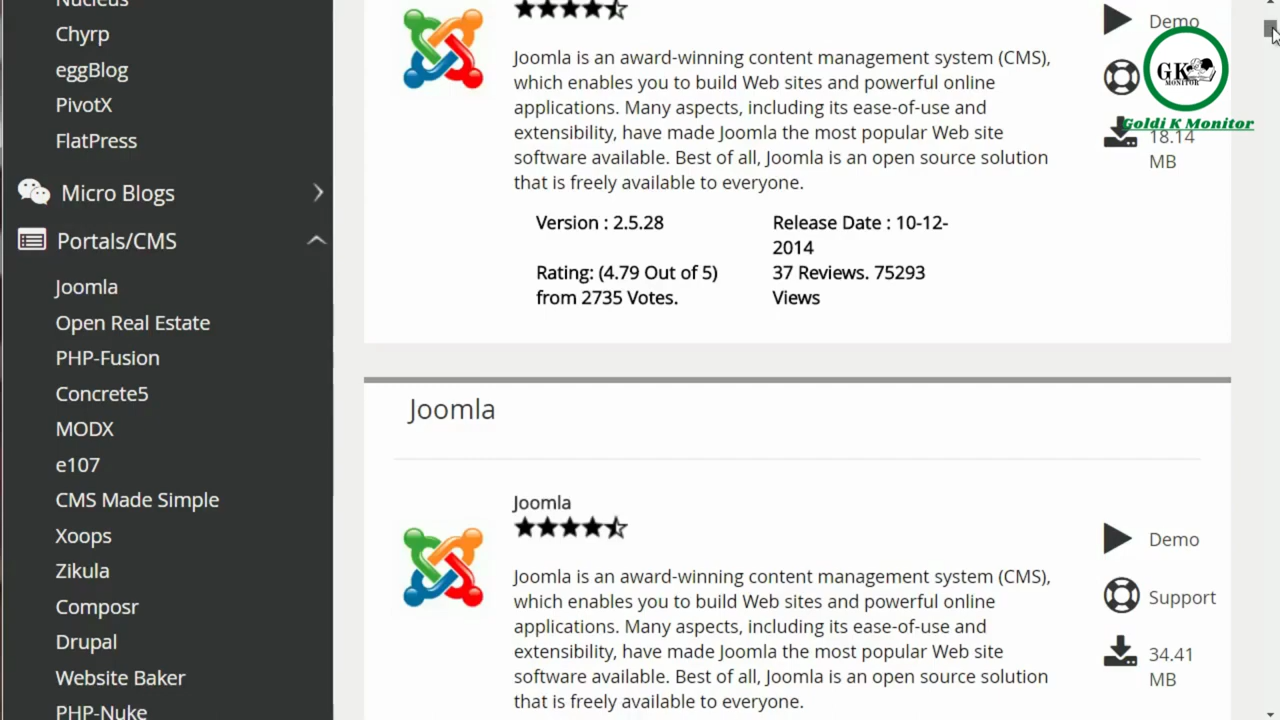 Nucleus
Chyrp
eggBlog
PivotX
FlatPress
Micro Blogs
Portals/CMS
Joomla
Open Real Estate
PHP-Fusion
Concrete5
MODX
e107
CMS Made Simple
Xoops
Zikula
Composr
Drupal
Website Baker
PHP-Nuke
Joomla is an award-winning content management system (CMS),
which enables you to build Web sites and powerful online
applications. Many aspects, including its ease-of-use and
extensibility, have made Joomla the most popular Web site
software available. Best of all, Joomla is an open source solution
that is freely available to everyone.
Version : 2.5.28
Release Date : 10-12-
2014
Rating: (4.79 Out of 5)
from 2735 Votes.
37 Reviews. 75293
Views
Demo
GK
MONITOR
Goldi K Monitor
18.14
MB
Joomla
Joomla
Joomla is an award-winning content management system (CMS),
which enables you to build Web sites and powerful online
applications. Many aspects, including its ease-of-use and
extensibility, have made Joomla the most popular Web site
software available. Best of all, Joomla is an open source solution
that is freely available to everyone.
Demo
Support
34.41
MB